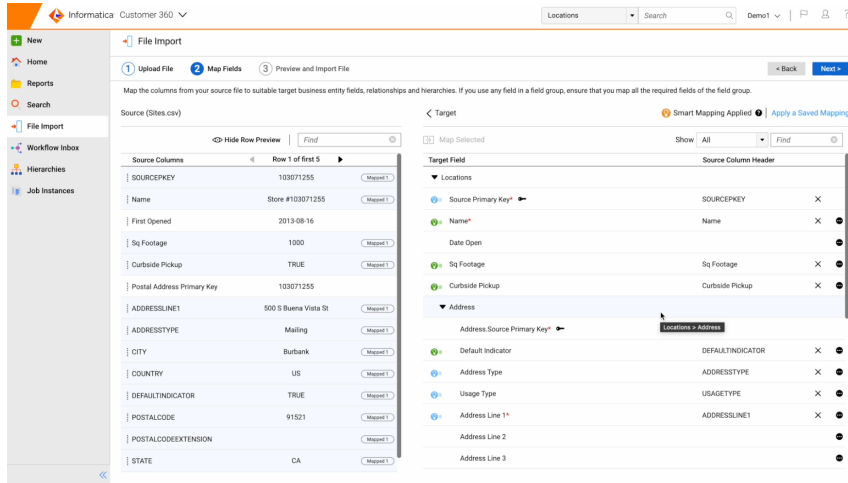 Informatica Customer 360
Locations Search Demo1
New
Home
Reports
Search
File Import
Workflow Inbox
Hierarchies
Job Instances
File Import
1 Upload File 2 Map Fields 3 Preview and Import File < Back Next >
Map the columns from your source file to suitable target business entity fields, relationships and hierarchies. If you use any field in a field group, ensure that you map all the required fields of the field group.
Source (Sites.csv)
Hide Row Preview Find
Source Columns Row 1 of first 5
SOURCEPKEY 103071255 Mapped 1
Name Store #103071255 Mapped 1
First Opened 2013-08-16
Sq Footage 1000 Mapped 1
Curbside Pickup TRUE Mapped 1
Postal Address Primary Key 103071255
ADDRESSLINE1 500 S Buena Vista St Mapped 1
ADDRESSTYPE Mailing Mapped 1
CITY Burbank Mapped 1
COUNTRY US Mapped 1
DEFAULTINDICATOR TRUE Mapped 1
POSTALCODE 91521 Mapped 1
POSTALCODEEXTENSION Mapped 1
STATE CA Mapped 1
Target Smart Mapping Applied ? Apply a Saved Mapping
Map Selected Show All Find
Target Field Source Column Header
Locations
Source Primary Key* SOURCEPKEY
Name* Name
Date Open
Sq Footage Sq Footage
Curbside Pickup Curbside Pickup
Address
Locations > Address
Address.Source Primary Key*
Default Indicator DEFAULTINDICATOR
Address Type ADDRESSTYPE
Usage Type USAGETYPE
Address Line 1* ADDRESSLINE1
Address Line 2
Address Line 3